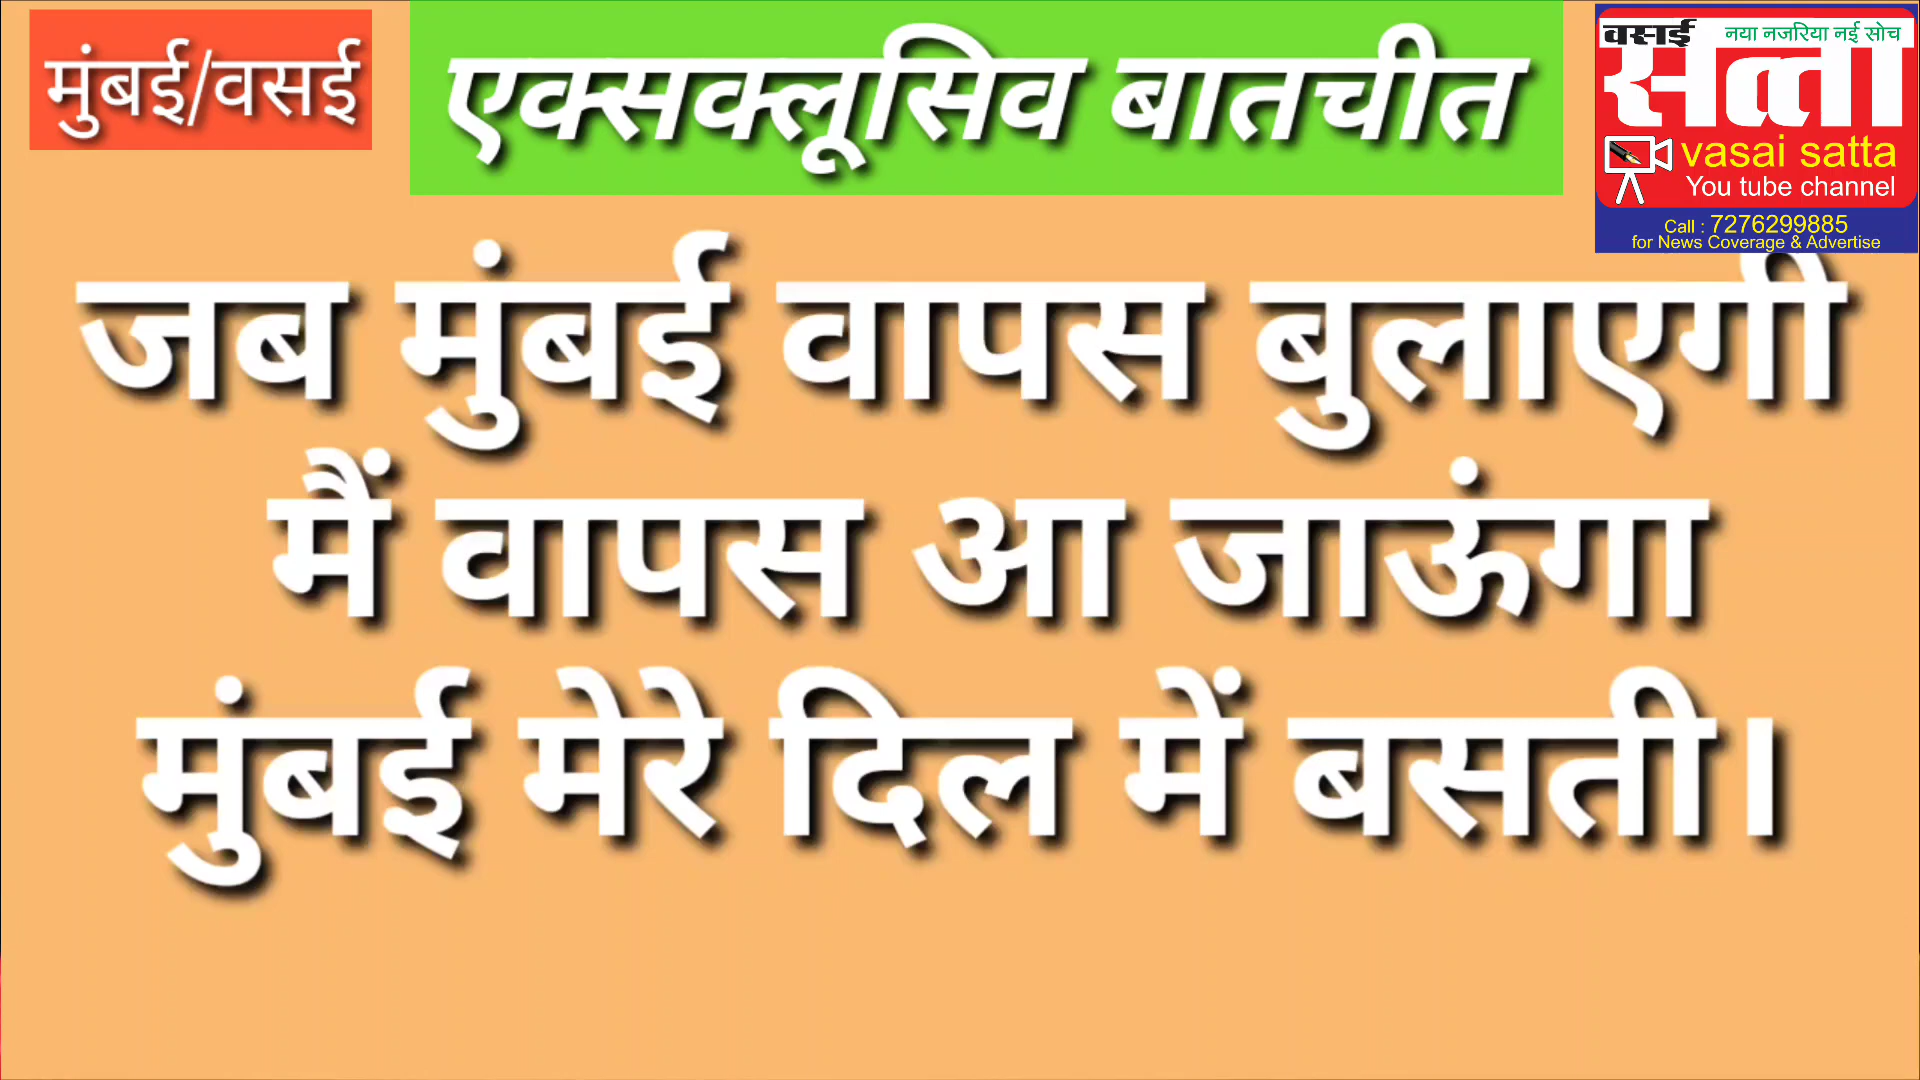 मुंबई/वसई
एक्सक्लूसिव बातचीत
वसई नया नजरिया नई सोच
सत्ता
vasai satta
You tube channel
Call : 7276299885
for News Coverage & Advertise
जब मुंबई वापस बुलाएगी
मैं वापस आ जाऊंगा
मुंबई मेरे दिल में बसती।